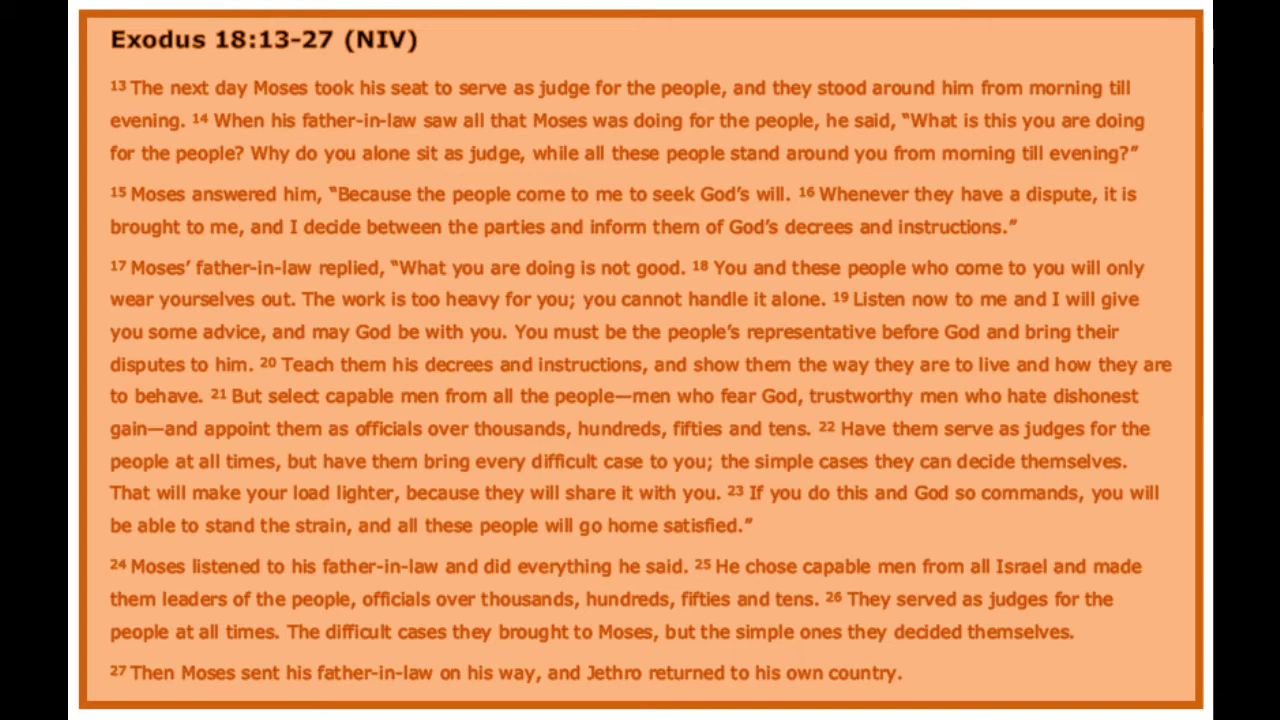 Exodus 18:13-27 (NIV)
13 The next day Moses took his seat to serve as judge for the people, and they stood around him from morning till
evening. 14 When his father-in-law saw all that Moses was doing for the people, he said, “What is this you are doing
for the people? Why do you alone sit as judge, while all these people stand around you from morning till evening?”
15 Moses answered him, “Because the people come to me to seek God’s will. 16 Whenever they have a dispute, it is
brought to me, and I decide between the parties and inform them of God’s decrees and instructions.”
17 Moses’ father-in-law replied, “What you are doing is not good. 18 You and these people who come to you will only
wear yourselves out. The work is too heavy for you; you cannot handle it alone. 19 Listen now to me and I will give
you some advice, and may God be with you. You must be the people’s representative before God and bring their
disputes to him. 20 Teach them his decrees and instructions, and show them the way they are to live and how they are
to behave. 21 But select capable men from all the people—men who fear God, trustworthy men who hate dishonest
gain—and appoint them as officials over thousands, hundreds, fifties and tens. 22 Have them serve as judges for the
people at all times, but have them bring every difficult case to you; the simple cases they can decide themselves.
That will make your load lighter, because they will share it with you. 23 If you do this and God so commands, you will
be able to stand the strain, and all these people will go home satisfied.”
24 Moses listened to his father-in-law and did everything he said. 25 He chose capable men from all Israel and made
them leaders of the people, officials over thousands, hundreds, fifties and tens. 26 They served as judges for the
people at all times. The difficult cases they brought to Moses, but the simple ones they decided themselves.
27 Then Moses sent his father-in-law on his way, and Jethro returned to his own country.